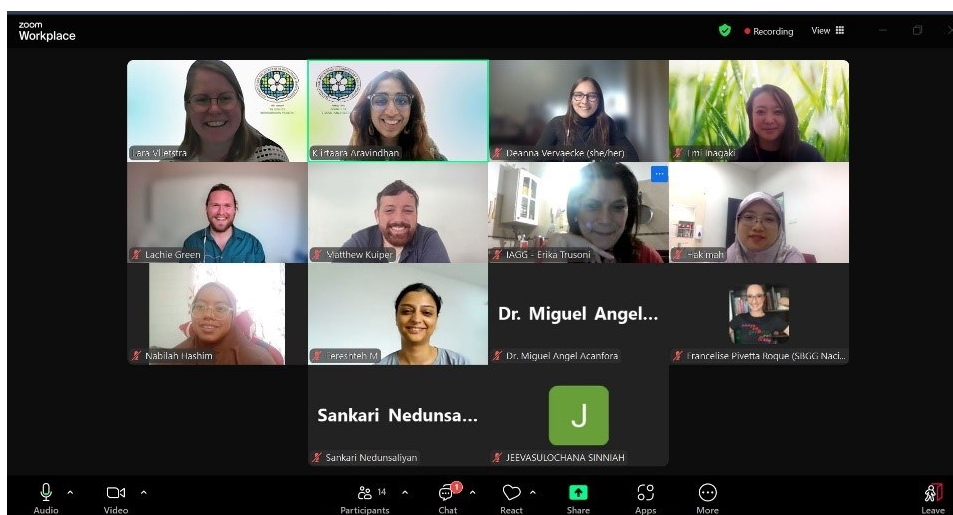 zoom
Workplace
Recording View
Lara Vlietstra
Kiirtaara Aravindhan
Deanna Vervaecke (she/her)
Emi Inagaki
Lachie Green
Matthew Kuiper
IAGG - Erika Trusoni
Hakimah
Nabilah Hashim
Fereshteh M
Dr. Miguel Angel...
Dr. Miguel Angel Acanfora
Francelise Pivetta Roque (SBGG Naci...
Sankari Nedunsa...
Sankari Nedunsaliyan
J
JEEVASULOCHANA SINNIAH
14
1
Audio Video Participants Chat React Share Apps More Leave